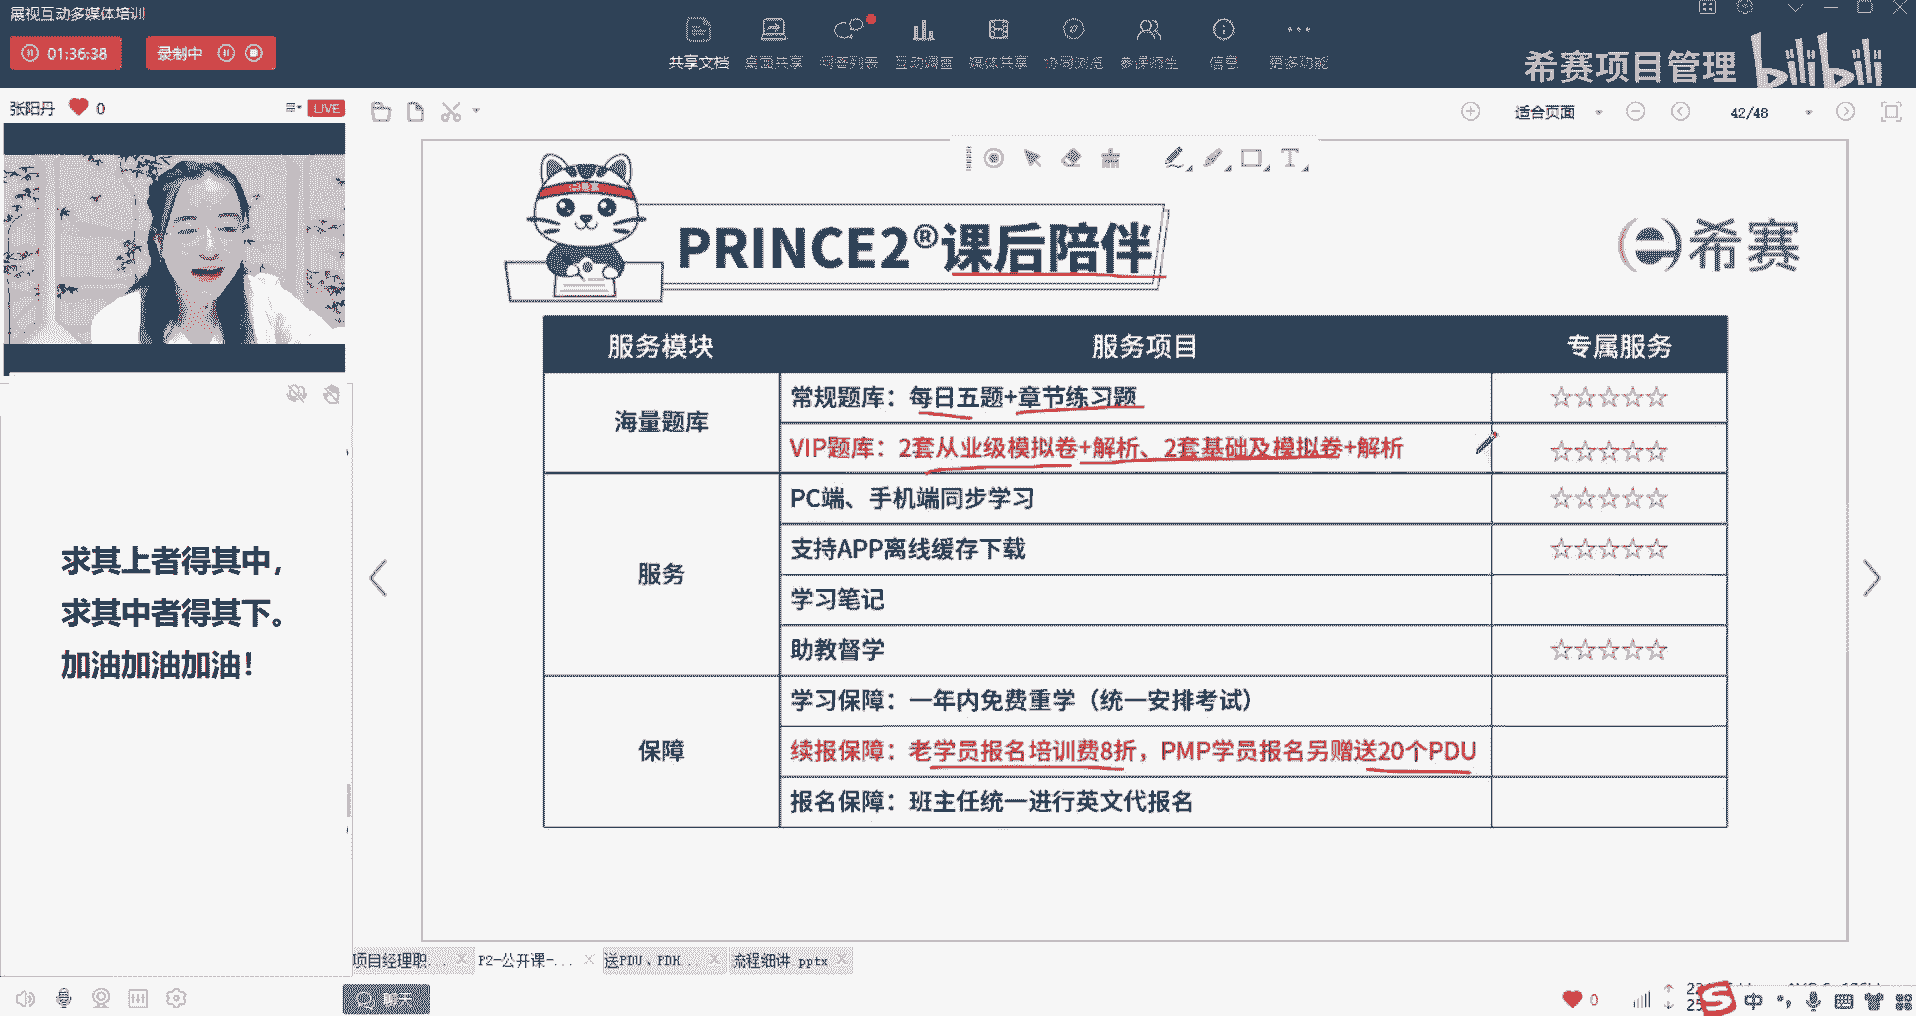 展视互动多媒体培训
01:36:38
录制中
共享文档
桌面共享
问答列表
互动调查
媒体共享
协同浏览
参课师生
信息
更多功能
希赛项目管理 bilibili
张阳丹
0
LIVE
适合页面
42/48
PRINCE2®课后陪伴
希赛
服务模块
服务项目
专属服务
海量题库
常规题库：每日五题+章节练习题
☆☆☆☆☆
VIP题库：2套从业级模拟卷+解析、2套基础及模拟卷+解析
☆☆☆☆☆
服务
PC端、手机端同步学习
☆☆☆☆☆
支持APP离线缓存下载
☆☆☆☆☆
学习笔记
助教督学
☆☆☆☆☆
保障
学习保障：一年内免费重学（统一安排考试）
续报保障：老学员报名培训费8折，PMP学员报名另赠送20个PDU
报名保障：班主任统一进行英文代报名
求其上者得其中，
求其中者得其下。
加油加油加油！
项目经理职...
P2-公开课-...
送PDU、PDH...
流程细讲.pptx
聊天
0
中